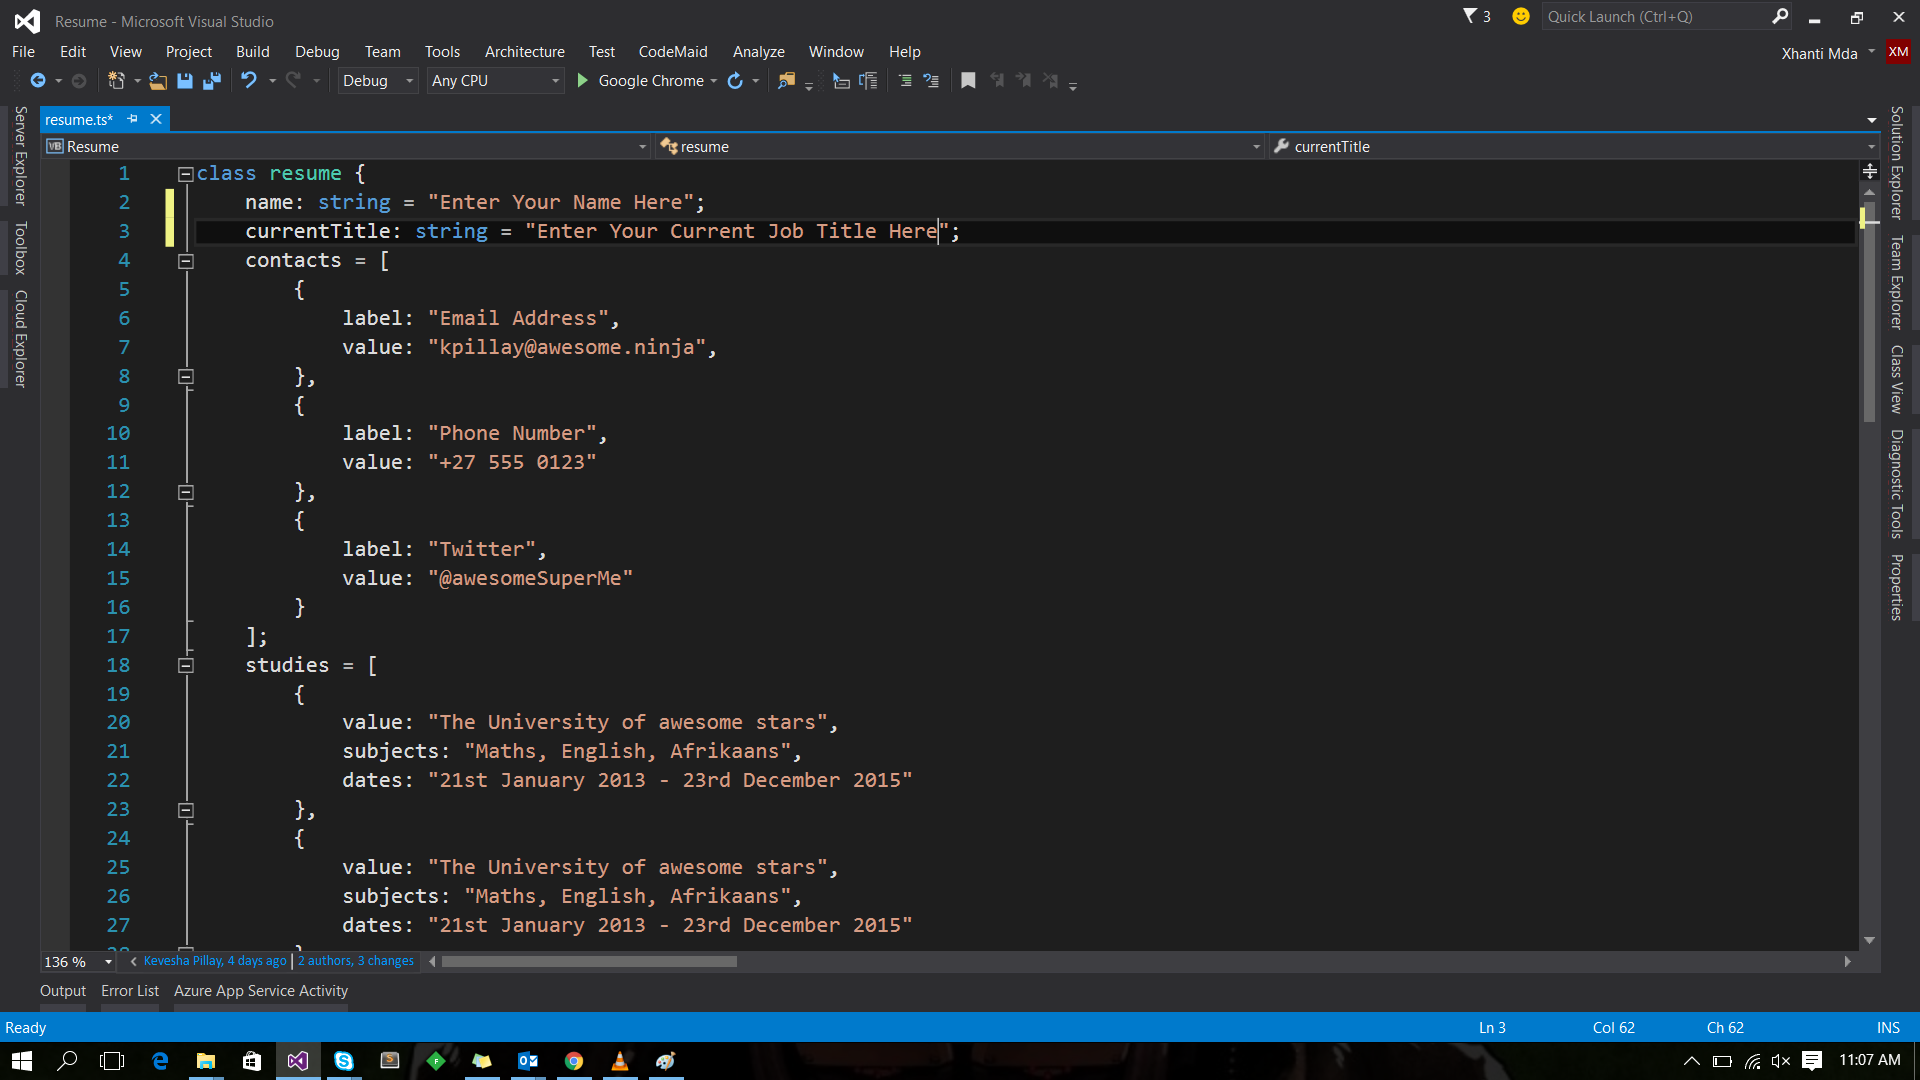 Resume - Microsoft Visual Studio
3
Quick Launch (Ctrl+Q)
File Edit View Project Build Debug Team Tools Architecture Test CodeMaid Analyze Window Help
Xhanti Mda
XM
Debug
Any CPU
Google Chrome
Server Explorer
Toolbox
Cloud Explorer
resume.ts*
Resume
resume
currentTitle
1 class resume {
2 name: string = "Enter Your Name Here";
3 currentTitle: string = "Enter Your Current Job Title Here";
4 contacts = [
5 {
6 label: "Email Address",
7 value: "kpillay@awesome.ninja",
8 },
9 {
10 label: "Phone Number",
11 value: "+27 555 0123"
12 },
13 {
14 label: "Twitter",
15 value: "@awesomeSuperMe"
16 }
17 ];
18 studies = [
19 {
20 value: "The University of awesome stars",
21 subjects: "Maths, English, Afrikaans",
22 dates: "21st January 2013 - 23rd December 2015"
23 },
24 {
25 value: "The University of awesome stars",
26 subjects: "Maths, English, Afrikaans",
27 dates: "21st January 2013 - 23rd December 2015"
28 }
Solution Explorer
Team Explorer
Class View
Diagnostic Tools
Properties
136 %
Kevesha Pillay, 4 days ago | 2 authors, 3 changes
Output Error List Azure App Service Activity
Ready
Ln 3
Col 62
Ch 62
INS
11:07 AM